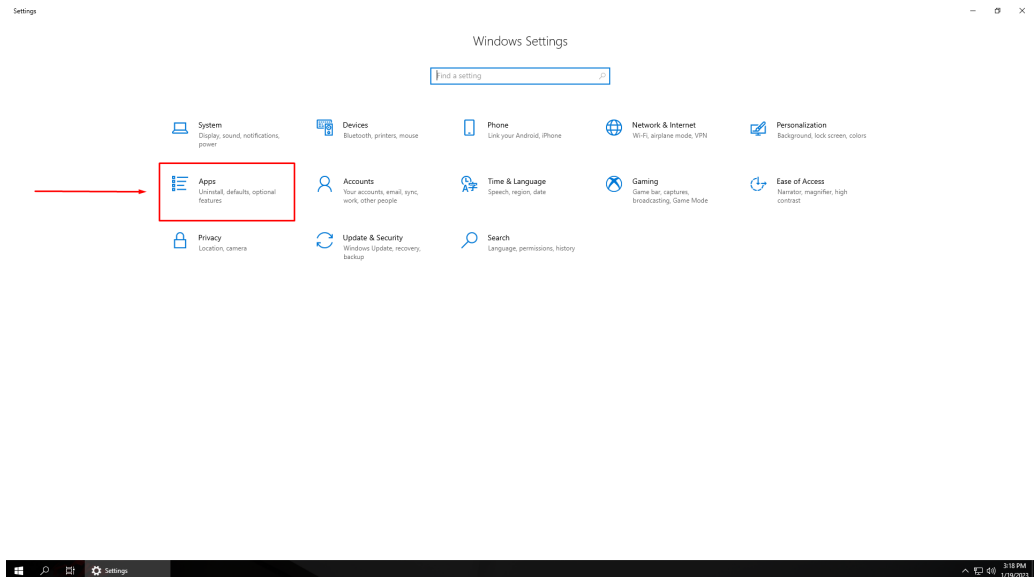 Settings
Windows Settings
Find a setting
System
Display, sound, notifications,
power
Devices
Bluetooth, printers, mouse
Phone
Link your Android, iPhone
Network & Internet
Wi-Fi, airplane mode, VPN
Personalization
Background, lock screen, colors
Apps
Uninstall, defaults, optional
features
Accounts
Your accounts, email, sync,
work, other people
Time & Language
Speech, region, date
Gaming
Game bar, captures,
broadcasting, Game Mode
Ease of Access
Narrator, magnifier, high
contrast
Privacy
Location, camera
Update & Security
Windows Update, recovery,
backup
Search
Language, permissions, history
Settings
3:18 PM
1/19/2023